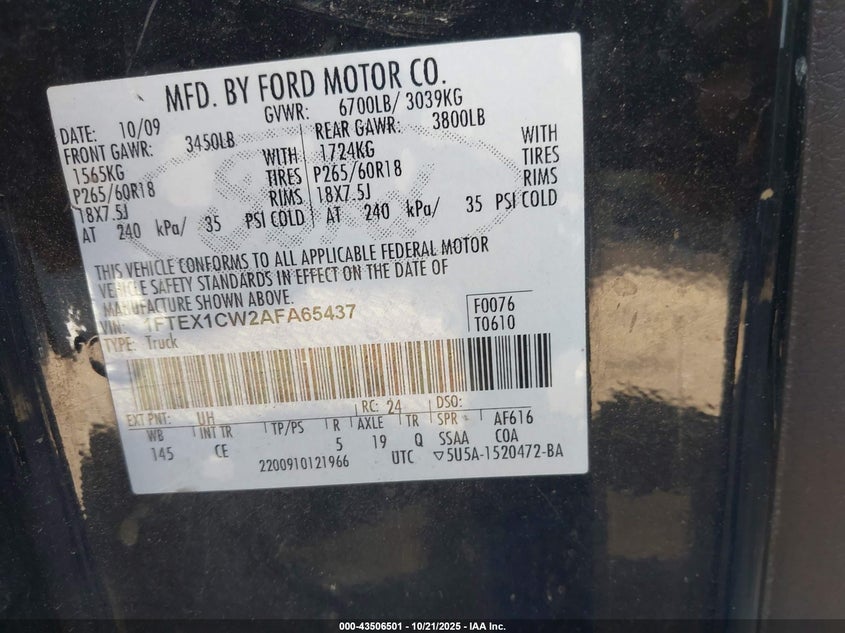 MFD. BY FORD MOTOR CO.
DATE: 10/09 GVWR: 6700LB/ 3039KG
FRONT GAWR: 3450LB REAR GAWR: 3800LB
1565KG WITH 1724KG WITH
P265/60R18 TIRES P265/60R18 TIRES
18X7.5J RIMS 18X7.5J RIMS
AT 240 kPa/ 35 PSI COLD AT 240 kPa/ 35 PSI COLD
THIS VEHICLE CONFORMS TO ALL APPLICABLE FEDERAL MOTOR
VEHICLE SAFETY STANDARDS IN EFFECT ON THE DATE OF
MANUFACTURE SHOWN ABOVE.
VIN: 1FTEX1CW2AFA65437 F0076
TYPE: Truck T0610
EXT PNT: UH RC: 24 DSO:
WB INT TR TP/PS R AXLE TR SPR AF616
145 CE 5 19 Q SSAA COA
2200910121966 UTC ▽5U5A-1520472-BA
000-43506501 - 10/21/2025 - IAA Inc.